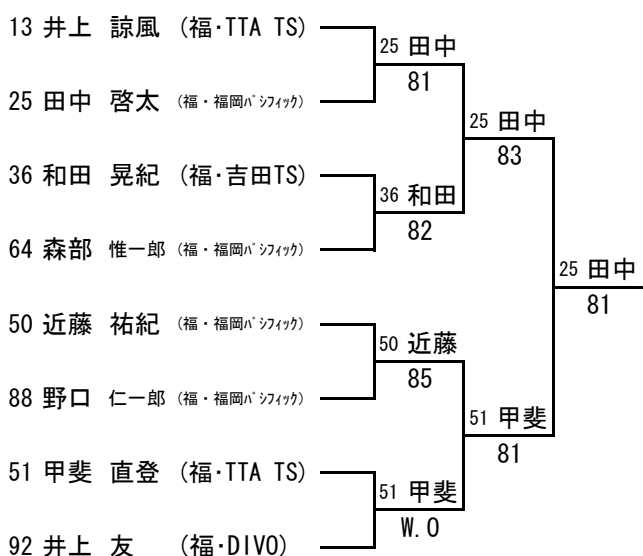 13 井上 諒風 (福･TTA TS)
25 田中
81
25 田中 啓太 (福・福岡ﾊﾟｼﾌｨｯｸ)
25 田中
83
36 和田 晃紀 (福･吉田TS)
36 和田
82
64 森部 惟一郎 (福・福岡ﾊﾟｼﾌｨｯｸ)
25 田中
81
50 近藤 祐紀 (福・福岡ﾊﾟｼﾌｨｯｸ)
50 近藤
85
88 野口 仁一郎 (福・福岡ﾊﾟｼﾌｨｯｸ)
51 甲斐
81
51 甲斐 直登 (福･TTA TS)
51 甲斐
W.O
92 井上 友 (福･DIVO)